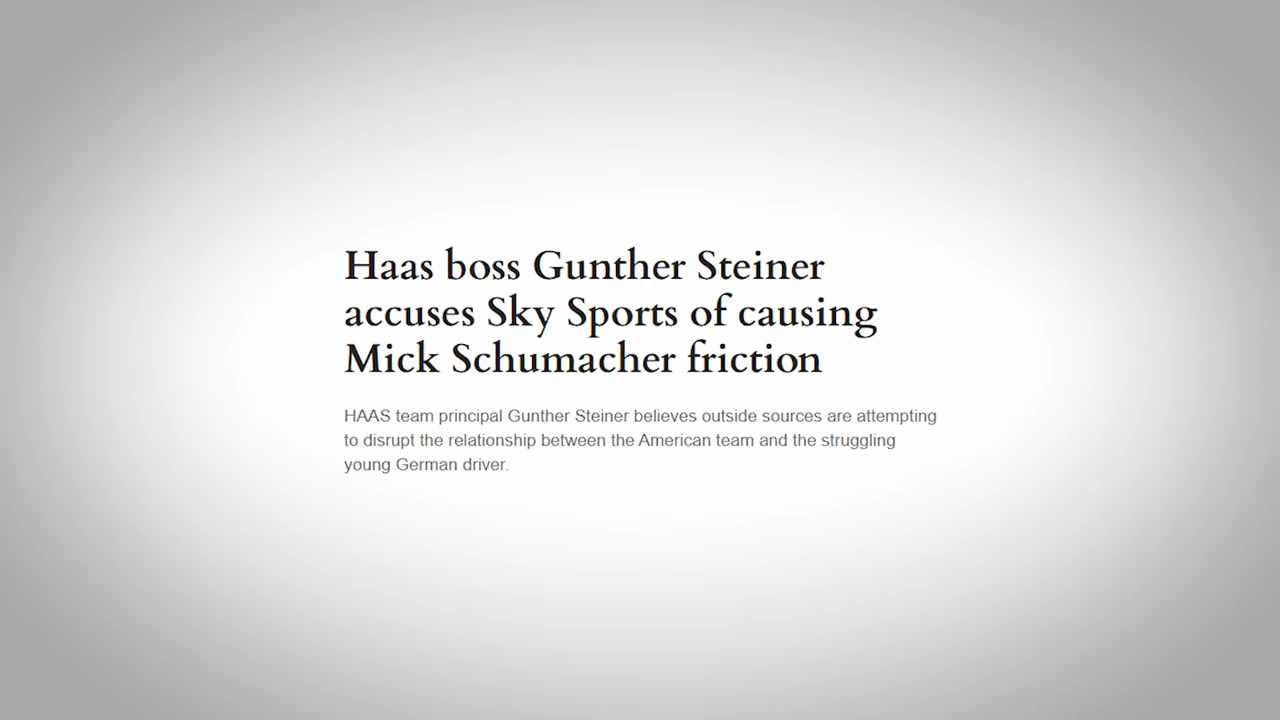 Haas boss Gunther Steiner
accuses Sky Sports of causing
Mick Schumacher friction
HAAS team principal Gunther Steiner believes outside sources are attempting
to disrupt the relationship between the American team and the struggling
young German driver.